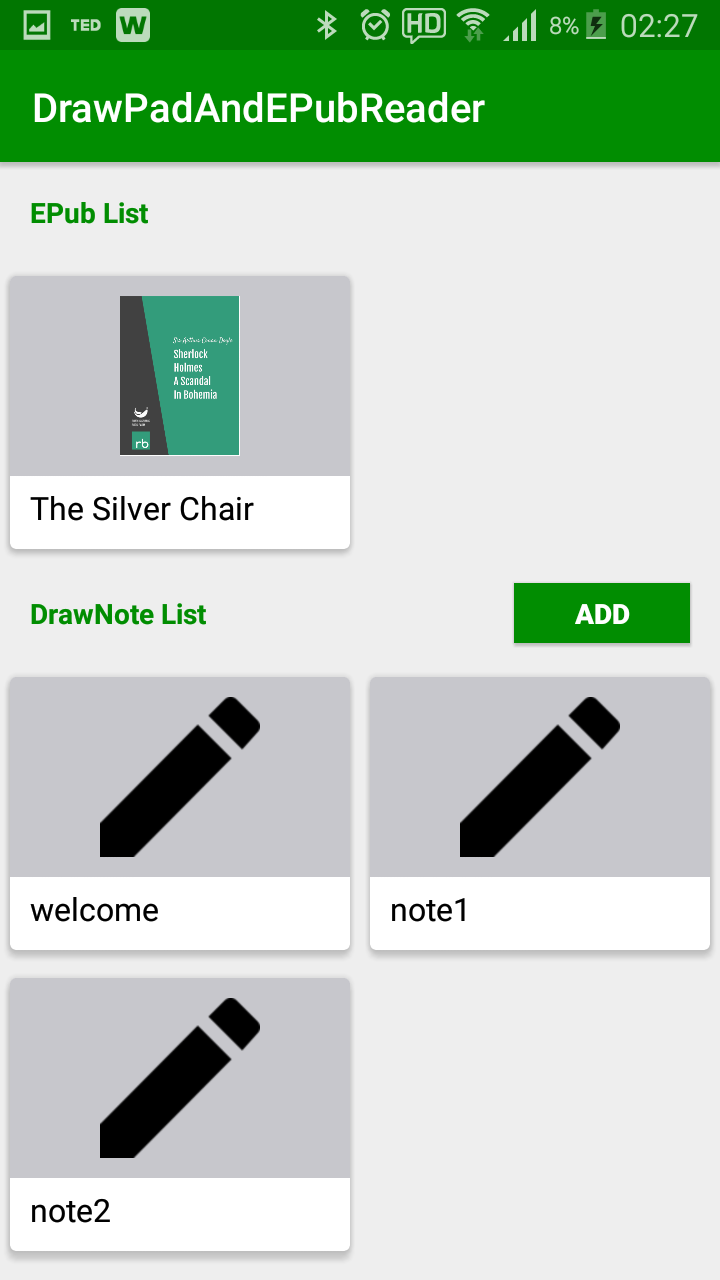 TED W HD 8% 02:27
DrawPadAndEPubReader
EPub List
Sir Arthur Conan Doyle
Sherlock
Holmes
A Scandal
In Bohemia
rb
The Silver Chair
DrawNote List
ADD
welcome
note1
note2